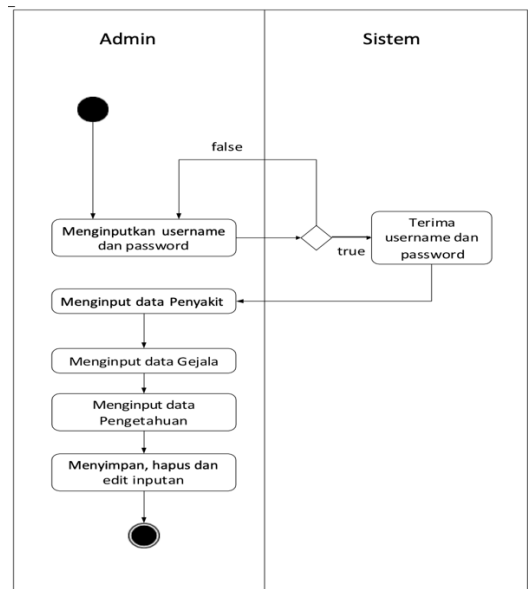 Admin
Sistem
false
Menginputkan username
dan password
true
Terima
username dan
password
Menginput data Penyakit
Menginput data Gejala
Menginput data
Pengetahuan
Menyimpan, hapus dan
edit inputan